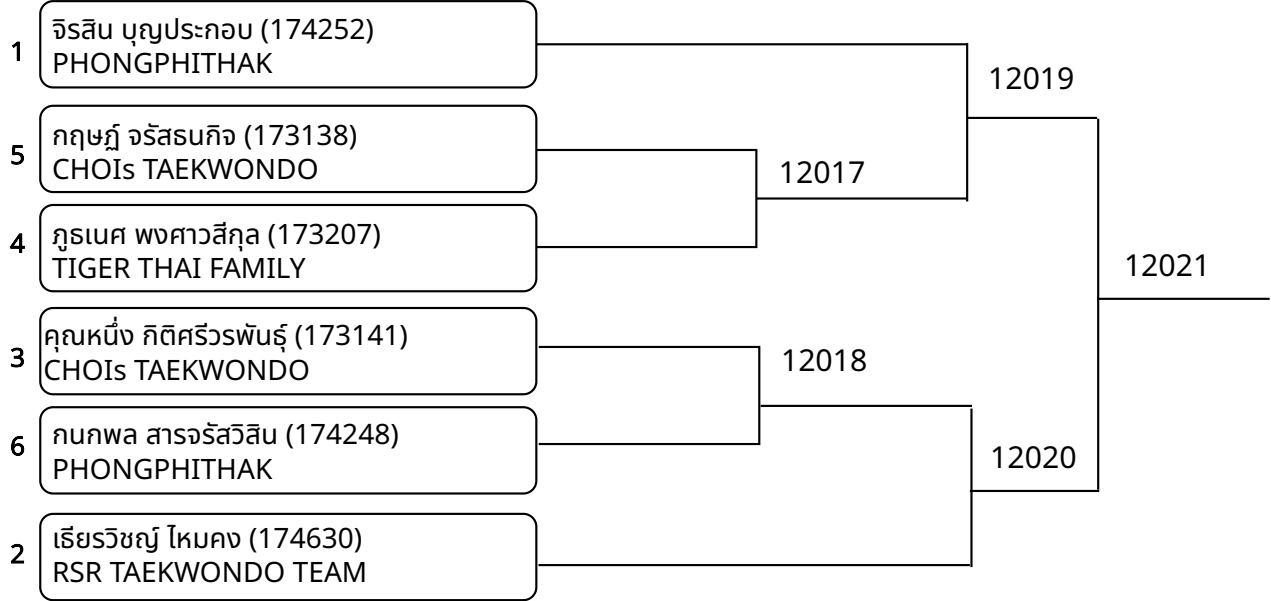 1
จิรสิน บุญประกอบ (174252)
PHONGPHITHAK
12019
5
กฤษฏ์ จรัสธนกิจ (173138)
CHOIs TAEKWONDO
12017
4
ภูธเนศ พงศาวสีกุล (173207)
TIGER THAI FAMILY
12021
3
คุณหนึ่ง กิติศรีวรพันธุ์ (173141)
CHOIs TAEKWONDO
12018
6
กนกพล สารจรัสวิสิน (174248)
PHONGPHITHAK
12020
2
เธียรวิชญ์ ไหมคง (174630)
RSR TAEKWONDO TEAM